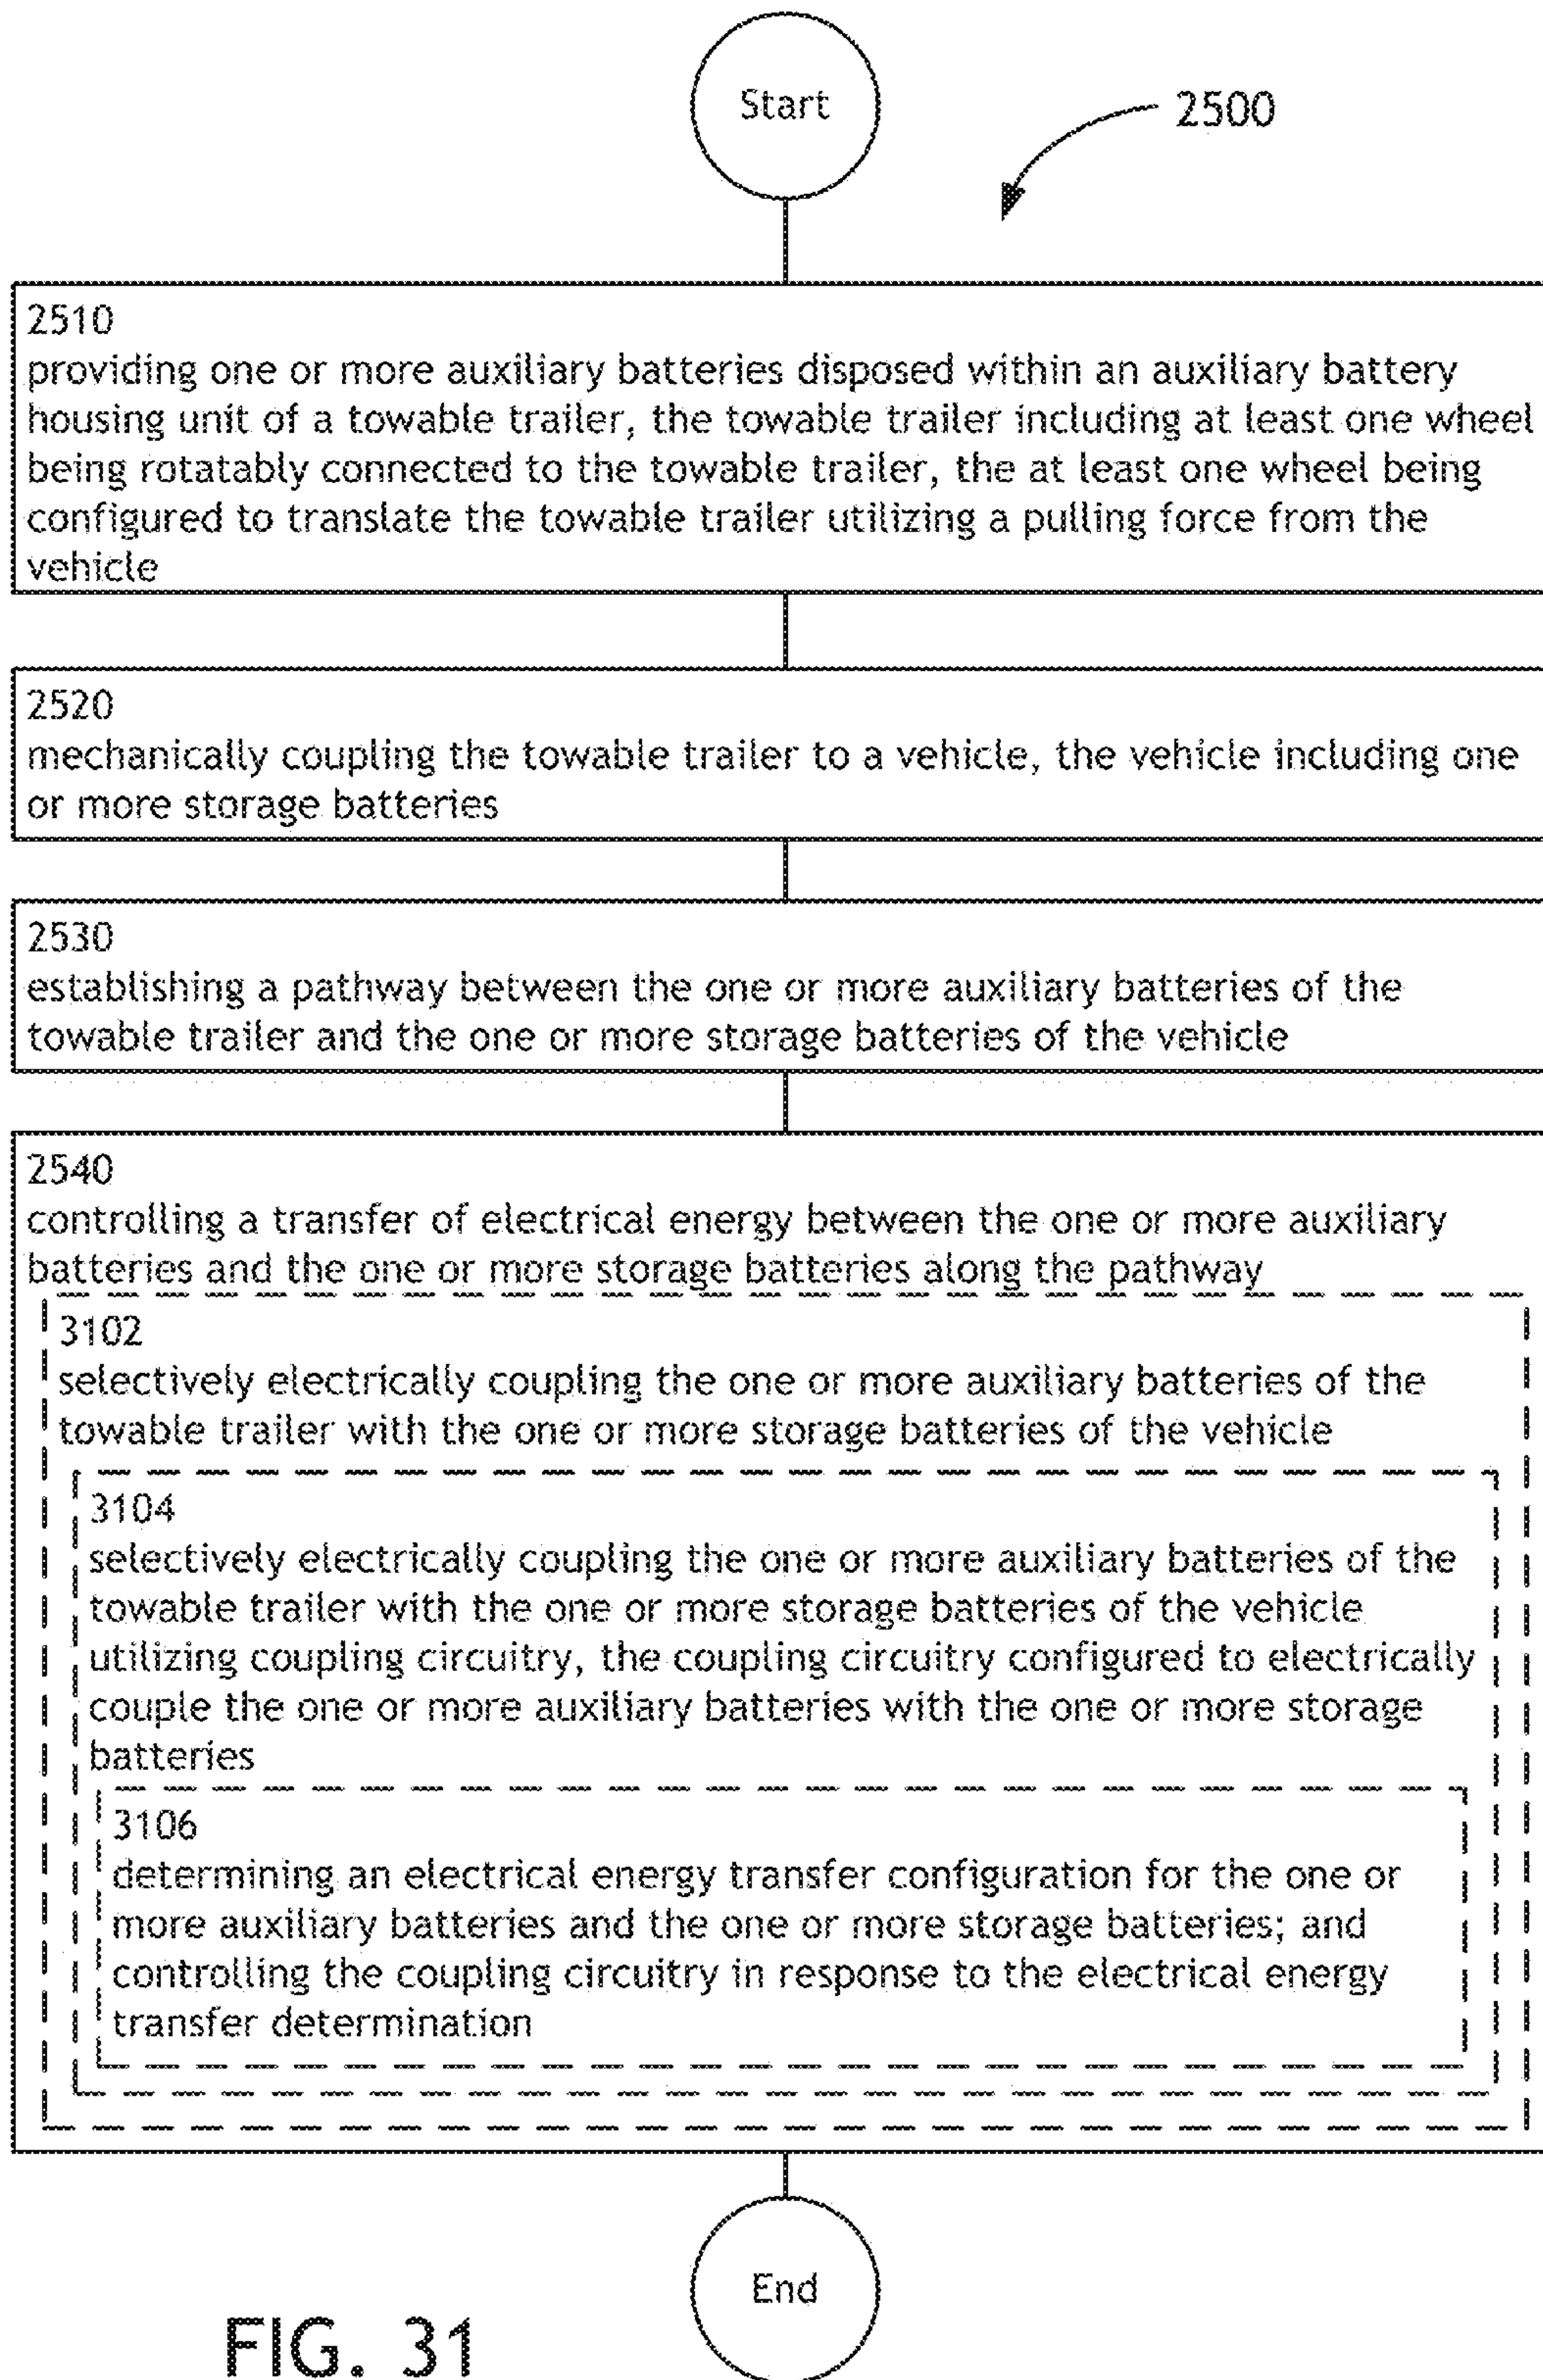 Start
2500
2510
providing one or more auxiliary batteries disposed within an auxiliary battery
housing unit of a towable trailer, the towable trailer including at least one wheel
being rotatably connected to the towable trailer, the at least one wheel being
configured to translate the towable trailer utilizing a pulling force from the
vehicle
2520
mechanically coupling the towable trailer to a vehicle, the vehicle including one
or more storage batteries
2530
establishing a pathway between the one or more auxiliary batteries of the
towable trailer and the one or more storage batteries of the vehicle
2540
controlling a transfer of electrical energy between the one or more auxiliary
batteries and the one or more storage batteries along the pathway
3102
selectively electrically coupling the one or more auxiliary batteries of the
towable trailer with the one or more storage batteries of the vehicle
3104
selectively electrically coupling the one or more auxiliary batteries of the
towable trailer with the one or more storage batteries of the vehicle
utilizing coupling circuitry, the coupling circuitry configured to electrically
couple the one or more auxiliary batteries with the one or more storage
batteries
3106
determining an electrical energy transfer configuration for the one or
more auxiliary batteries and the one or more storage batteries; and
controlling the coupling circuitry in response to the electrical energy
transfer determination
End
FIG. 31